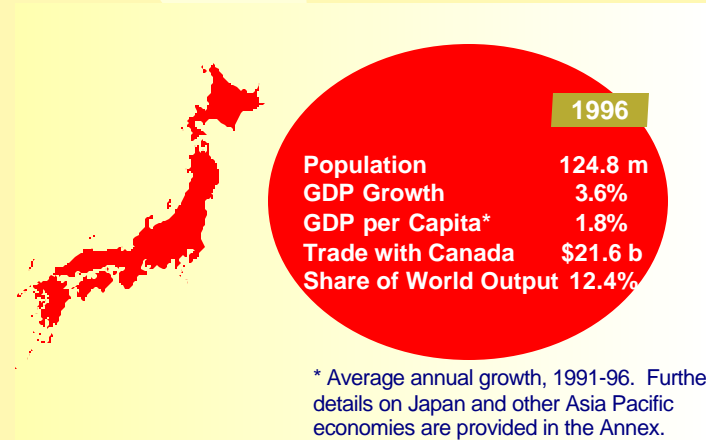 1996
Population 124.8 m
GDP Growth 3.6%
GDP per Capita* 1.8%
Trade with Canada $21.6 b
Share of World Output 12.4%
* Average annual growth, 1991-96. Furthe
details on Japan and other Asia Pacific
economies are provided in the Annex.